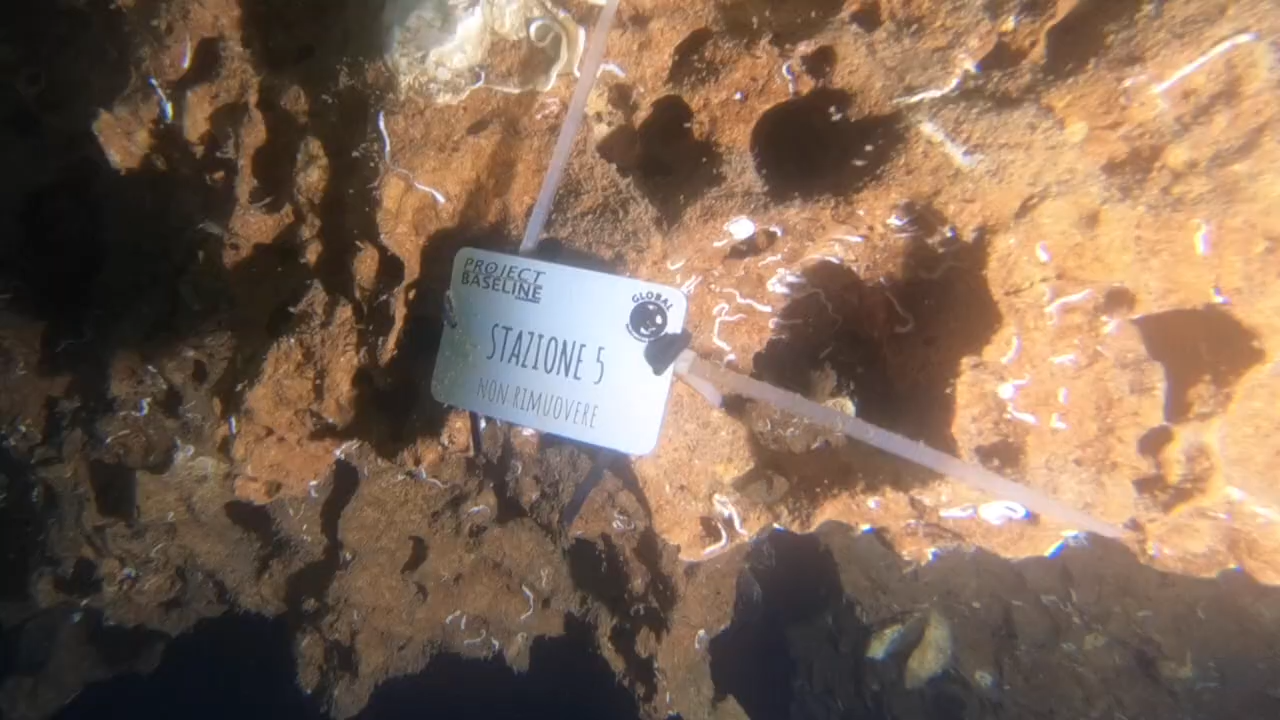 PROJECT
BASELINE
GLOBAL
STAZIONE 5
NON RIMUOVERE